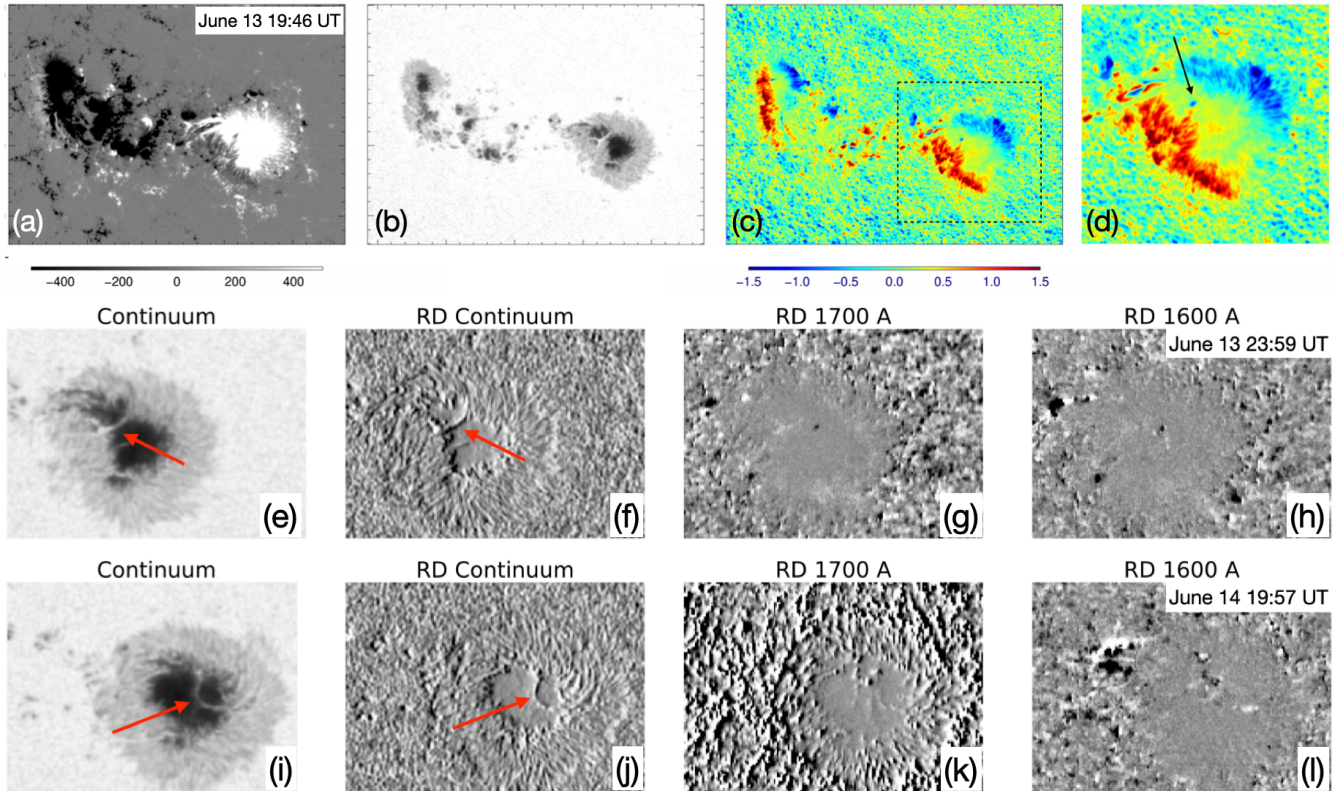 June 13 19:46 UT
(a)
(b)
(c)
(d)
−400 −200 0 200 400
−1.5 −1.0 −0.5 0.0 0.5 1.0 1.5
Continuum RD Continuum RD 1700 A RD 1600 A
June 13 23:59 UT
(e)
(f)
(g)
(h)
Continuum RD Continuum RD 1700 A RD 1600 A
June 14 19:57 UT
(i)
(j)
(k)
(l)